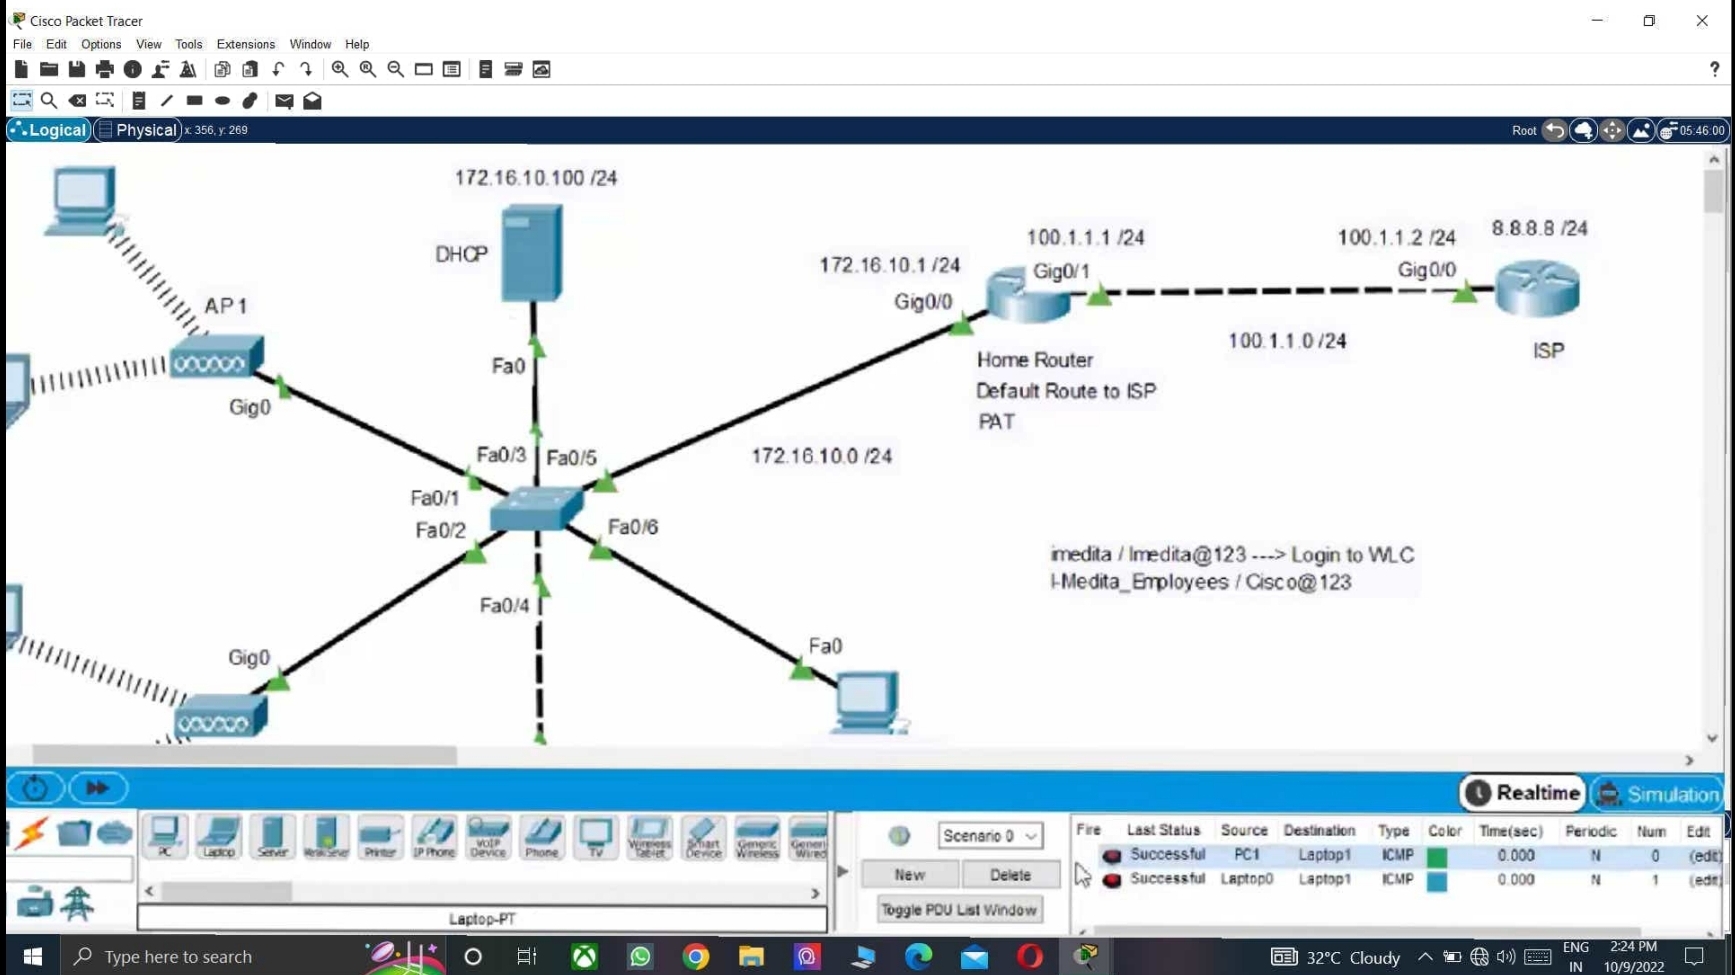 Cisco Packet Tracer
File Edit Options View Tools Extensions Window Help
?
Logical Physical x: 356, y: 269 Root 05:46:00
172.16.10.100 /24
DHCP
100.1.1.1 /24 100.1.1.2 /24 8.8.8.8 /24
172.16.10.1 /24 Gig0/1 Gig0/0
Gig0/0
AP1
100.1.1.0 /24
ISP
Fa0
Home Router
Default Route to ISP
PAT
Gig0
Fa0/3 Fa0/5 172.16.10.0 /24
Fa0/1
Fa0/2 Fa0/6
imedita / Imedita@123 ---> Login to WLC
I-Medita_Employees / Cisco@123
Fa0/4
Gig0 Fa0
Realtime Simulation
PC Laptop Server Printer IP Phone VoIP Device Phone TV Wireless Tablet Smart Device Generic Wireless Generic Wired
Laptop-PT
Scenario 0
New Delete
Toggle PDU List Window
Fire Last Status Source Destination Type Color Time(sec) Periodic Num Edit
Successful PC1 Laptop1 ICMP 0.000 N 0 (edit)
Successful Laptop0 Laptop1 ICMP 0.000 N 1 (edit)
Type here to search
32°C Cloudy
ENG
IN
2:24 PM
10/9/2022